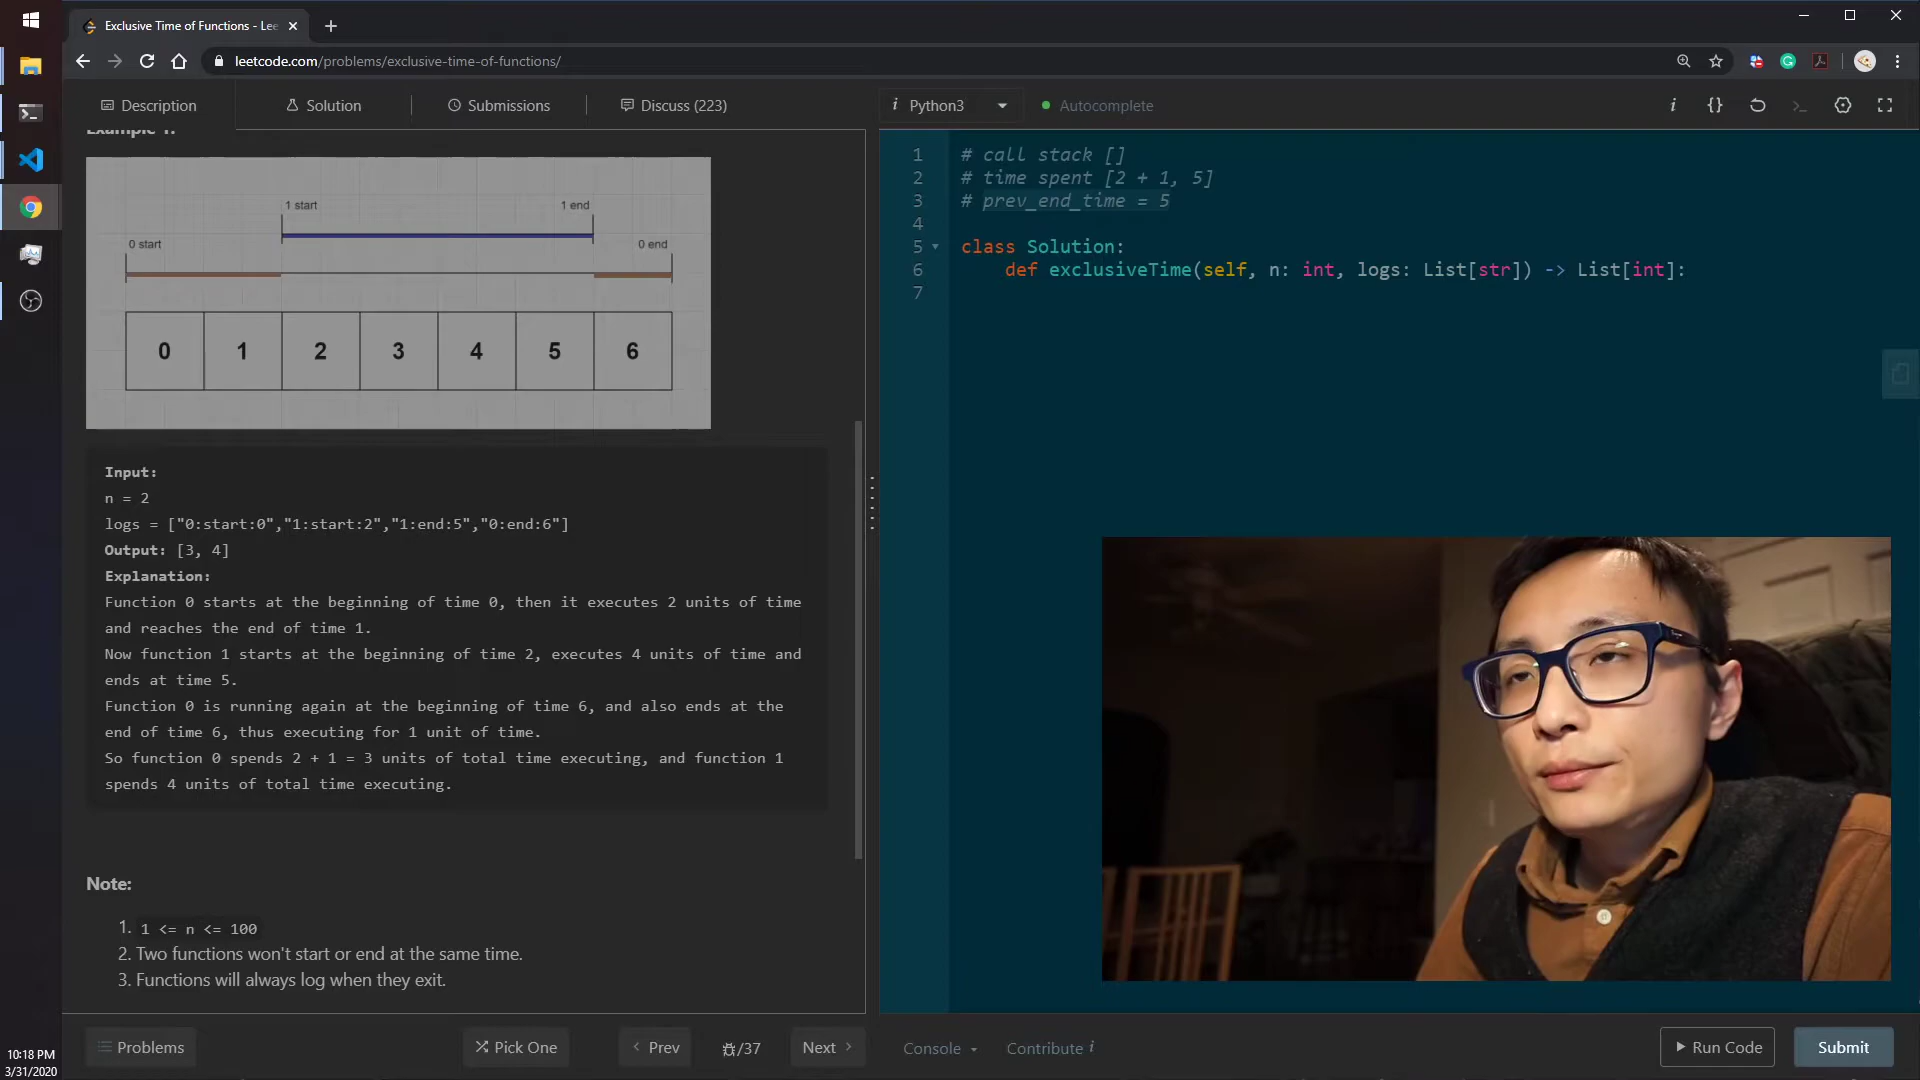 Exclusive Time of Functions - Lee
leetcode.com/problems/exclusive-time-of-functions/
Description
Solution
Submissions
Discuss (223)
i Python3
Autocomplete
i {}
Example 1:
1 start
1 end
0 start
0 end
0 1 2 3 4 5 6
Input:
n = 2
logs = ["0:start:0","1:start:2","1:end:5","0:end:6"]
Output: [3, 4]
Explanation:
Function 0 starts at the beginning of time 0, then it executes 2 units of time
and reaches the end of time 1.
Now function 1 starts at the beginning of time 2, executes 4 units of time and
ends at time 5.
Function 0 is running again at the beginning of time 6, and also ends at the
end of time 6, thus executing for 1 unit of time.
So function 0 spends 2 + 1 = 3 units of total time executing, and function 1
spends 4 units of total time executing.
Note:
1. 1 <= n <= 100
2. Two functions won't start or end at the same time.
3. Functions will always log when they exit.
1 # call stack []
2 # time spent [2 + 1, 5]
3 # prev_end_time = 5
4
5 class Solution:
6 def exclusiveTime(self, n: int, logs: List[str]) -> List[int]:
7
Problems
Pick One
Prev
/37
Next
Console
Contribute i
Run Code
Submit
10:18 PM
3/31/2020